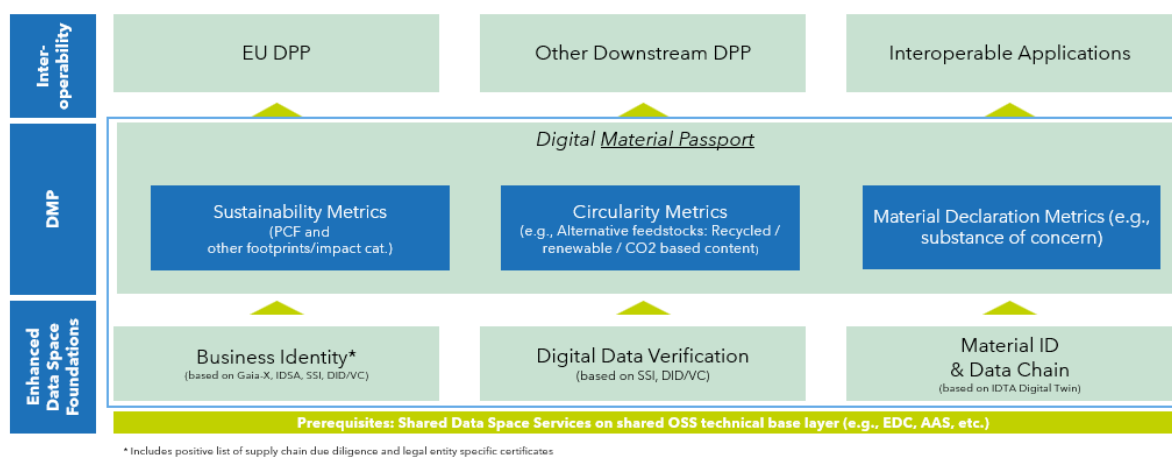 Inter-
operability
EU DPP
Other Downstream DPP
Interoperable Applications
DMP
Digital Material Passport
Sustainability Metrics
(PCF and
other footprints/impact cat.)
Circularity Metrics
(e.g., Alternative feedstocks: Recycled /
renewable / CO2 based content)
Material Declaration Metrics (e.g.,
substance of concern)
Enhanced
Data Space
Foundations
Business Identity*
(based on Gaia-X, IDSA, SSI, DID/VC)
Digital Data Verification
(based on SSI, DID/VC)
Material ID
& Data Chain
(based on IDTA Digital Twin)
Prerequisites: Shared Data Space Services on shared OSS technical base layer (e.g., EDC, AAS, etc.)
* Includes positive list of supply chain due diligence and legal entity specific certificates